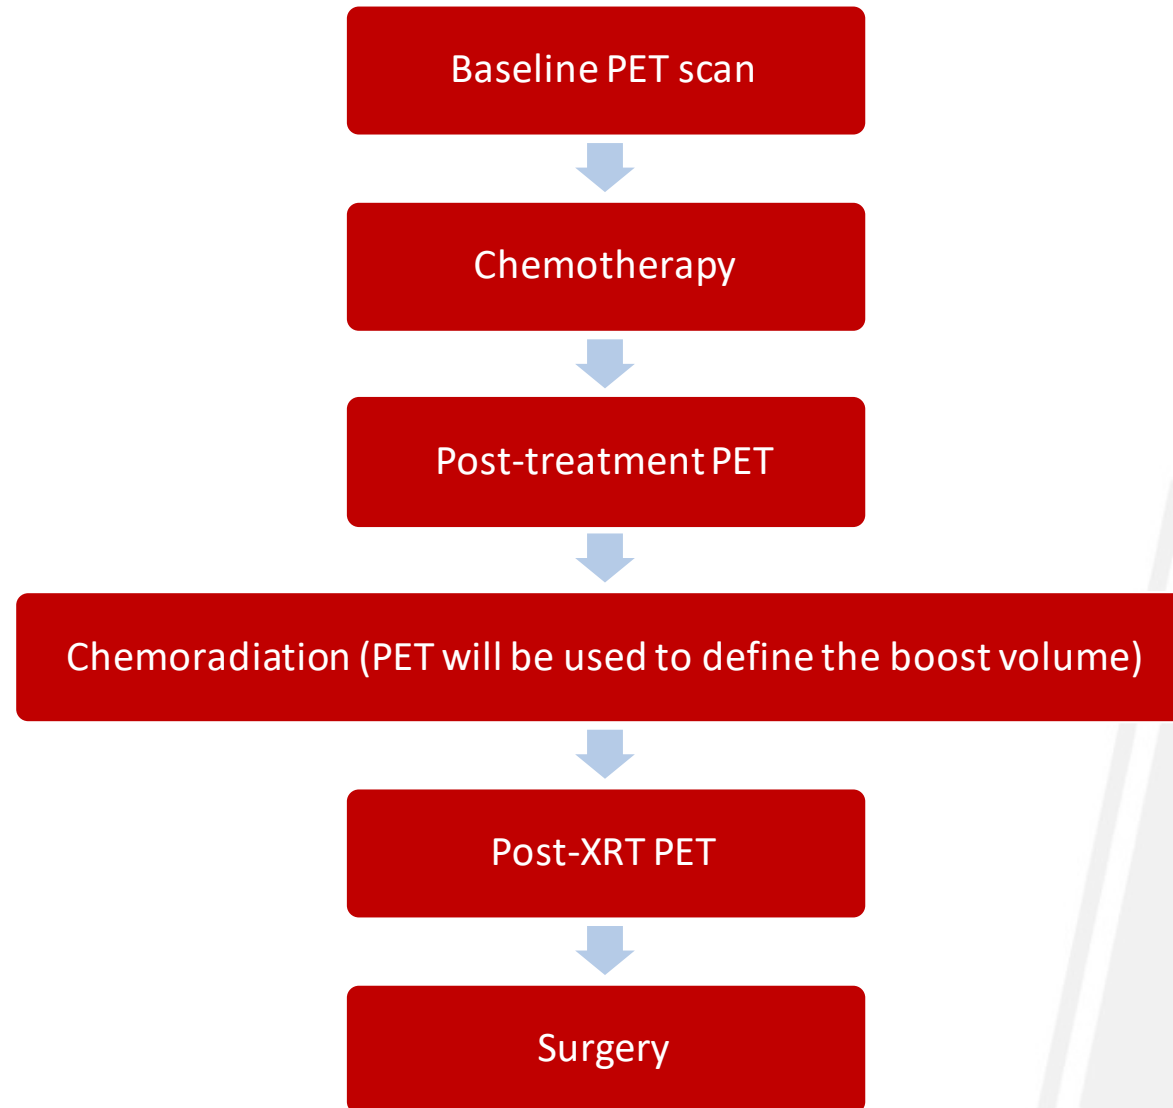 Baseline PET scan
Chemotherapy
Post-treatment PET
Chemoradiation (PET will be used to define the boost volume)
Post-XRT PET
Surgery